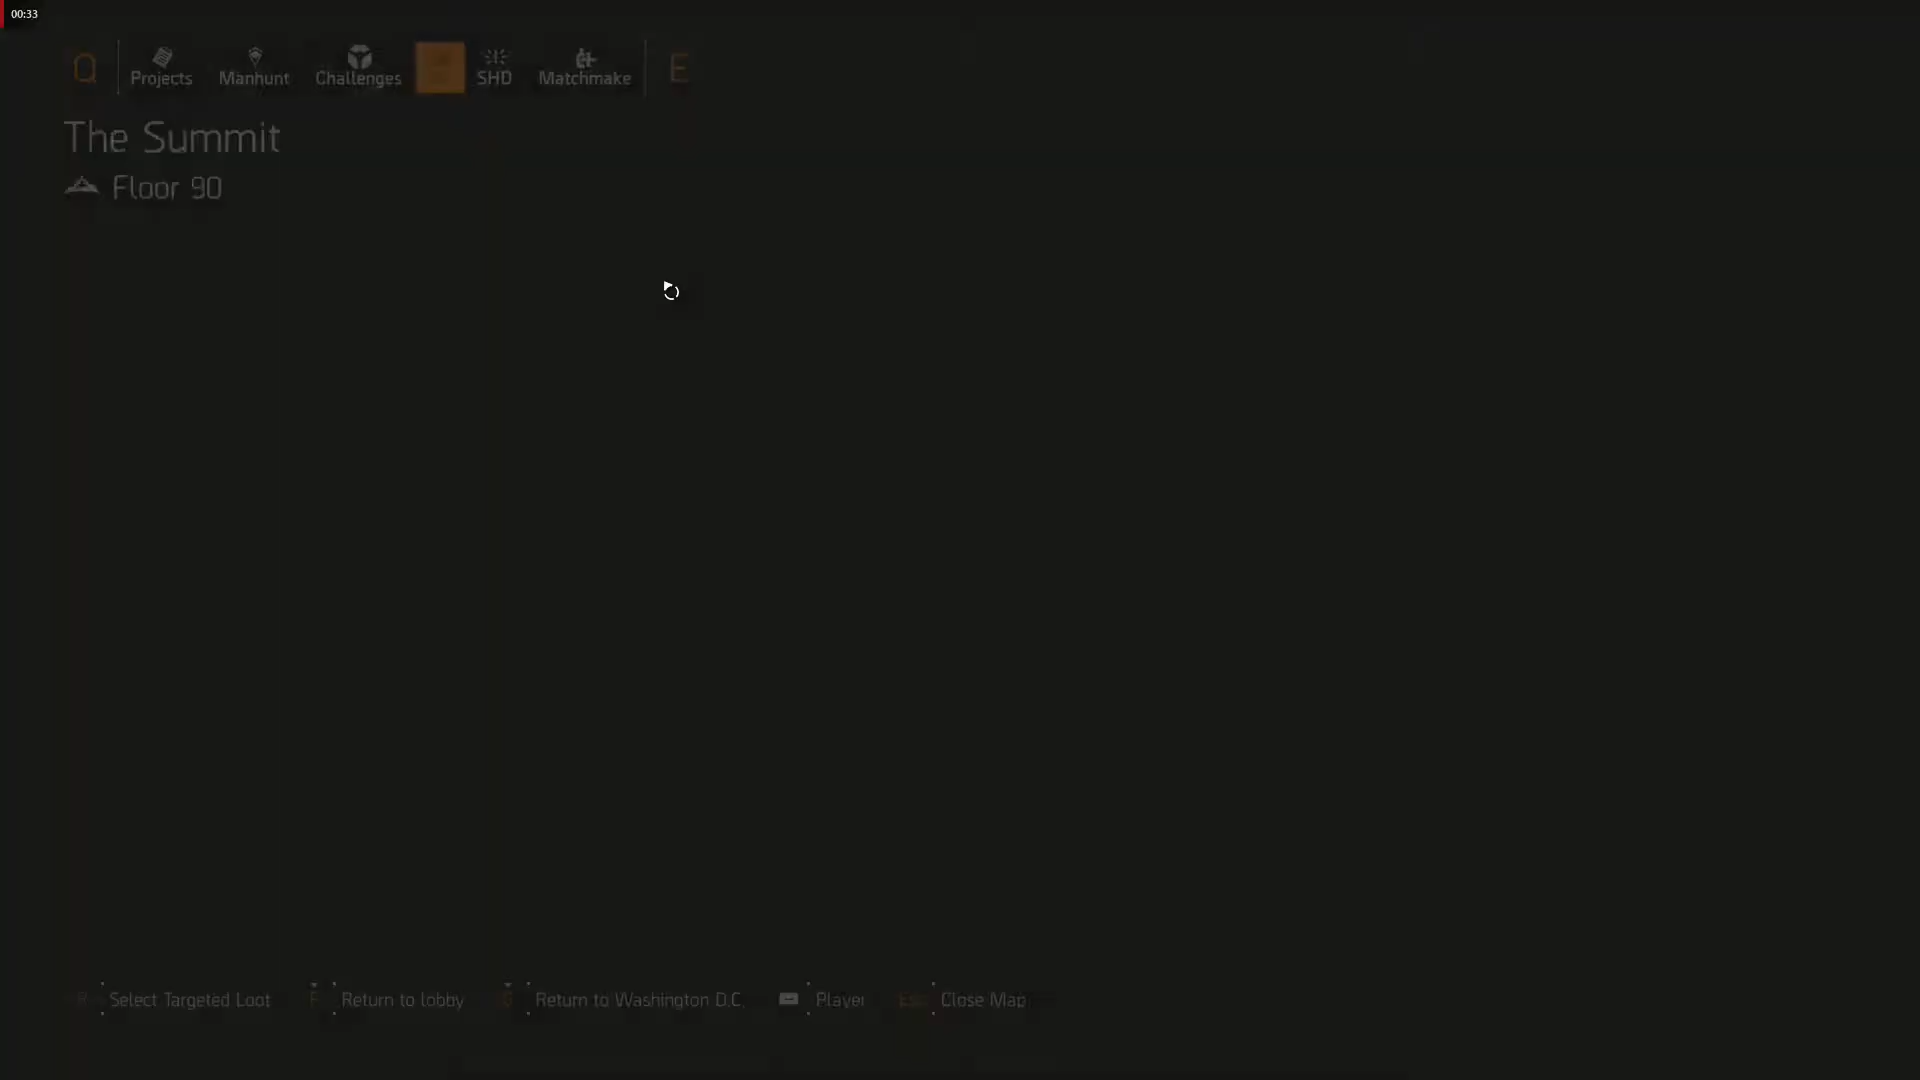 00:33
Q Projects Manhunt Challenges SHD Matchmake E
The Summit
Floor 90
Select Targeted Loot F Return to lobby Return to Washington D.C. Player Esc Close Map